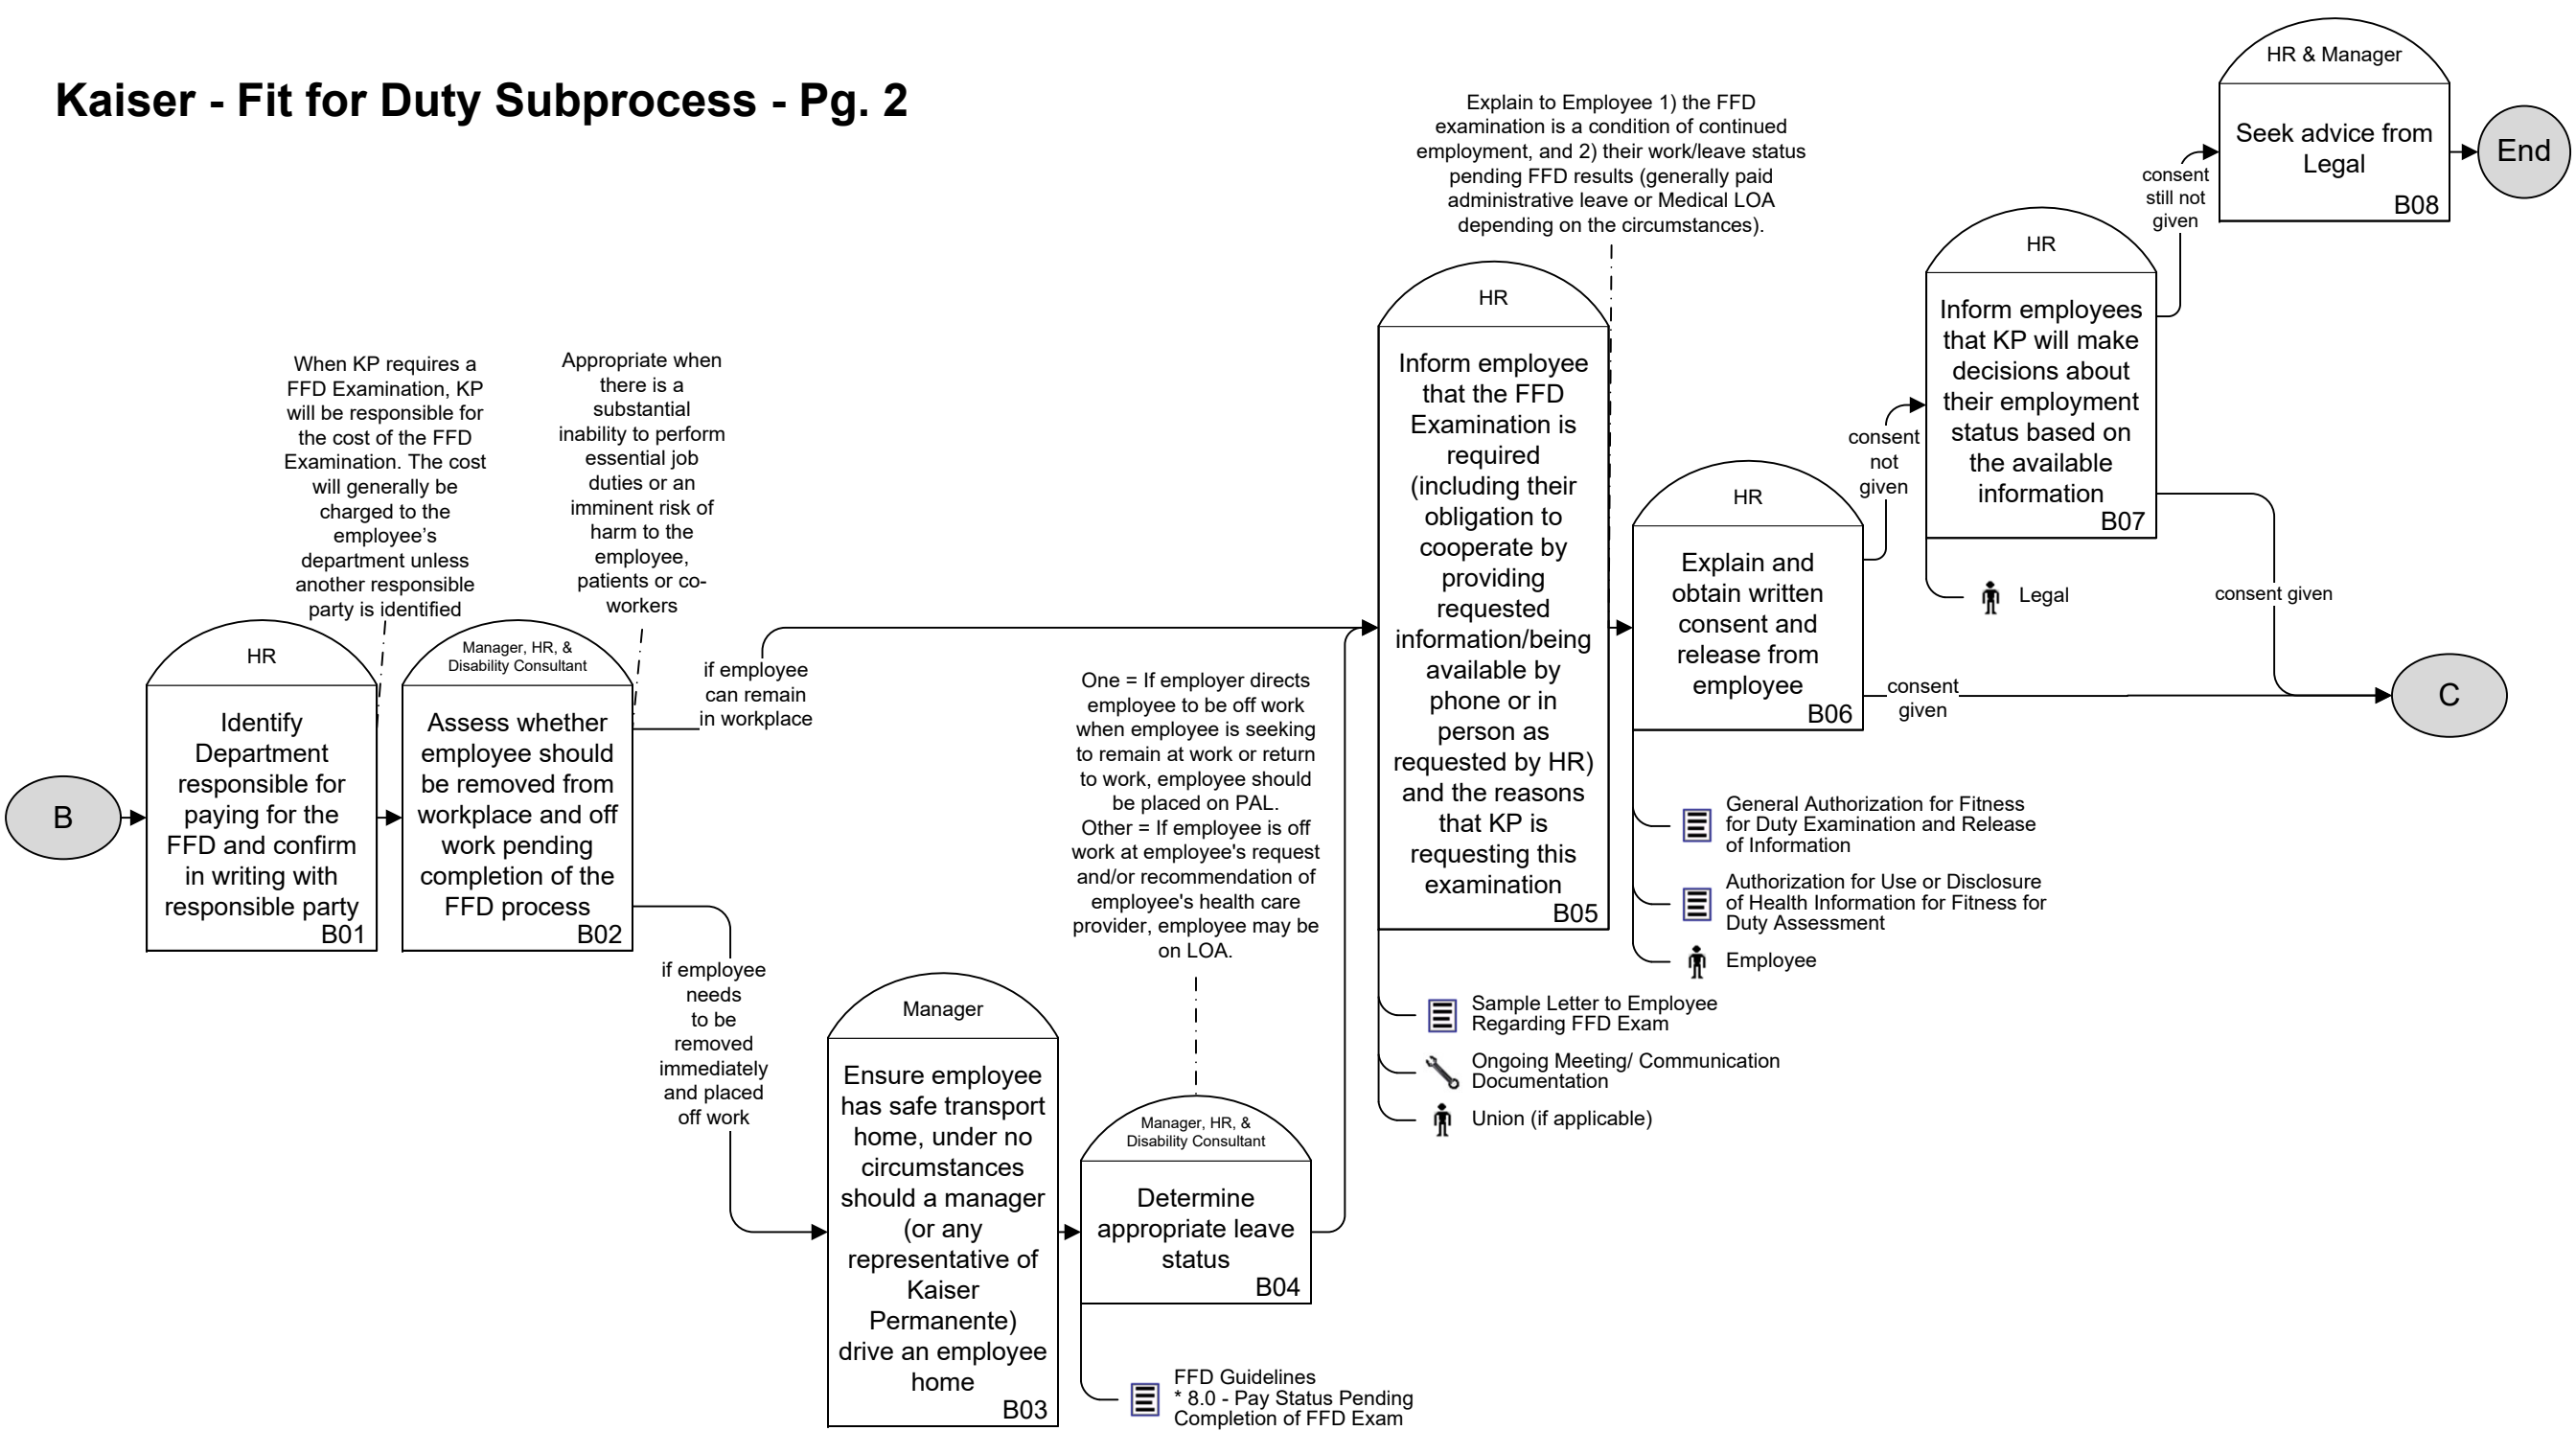 Kaiser - Fit for Duty Subprocess - Pg. 2
B
When KP requires a
FFD Examination, KP
will be responsible for
the cost of the FFD
Examination. The cost
will generally be
charged to the
employee’s
department unless
another responsible
party is identified
HR
Identify
Department
responsible for
paying for the
FFD and confirm
in writing with
responsible party
B01
Appropriate when
there is a
substantial
inability to perform
essential job
duties or an
imminent risk of
harm to the
employee,
patients or co-
workers
Manager, HR, &
Disability Consultant
Assess whether
employee should
be removed from
workplace and off
work pending
completion of the
FFD process
B02
if employee
can remain
in workplace
if employee
needs
to be
removed
immediately
and placed
off work
Manager
Ensure employee
has safe transport
home, under no
circumstances
should a manager
(or any
representative of
Kaiser
Permanente)
drive an employee
home
B03
One = If employer directs
employee to be off work
when employee is seeking
to remain at work or return
to work, employee should
be placed on PAL.
Other = If employee is off
work at employee's request
and/or recommendation of
employee's health care
provider, employee may be
on LOA.
Manager, HR, &
Disability Consultant
Determine
appropriate leave
status
B04
FFD Guidelines
* 8.0 - Pay Status Pending
Completion of FFD Exam
Explain to Employee 1) the FFD
examination is a condition of continued
employment, and 2) their work/leave status
pending FFD results (generally paid
administrative leave or Medical LOA
depending on the circumstances).
HR
Inform employee
that the FFD
Examination is
required
(including their
obligation to
cooperate by
providing
requested
information/being
available by
phone or in
person as
requested by HR)
and the reasons
that KP is
requesting this
examination
B05
Sample Letter to Employee
Regarding FFD Exam
Ongoing Meeting/ Communication
Documentation
Union (if applicable)
HR
Explain and
obtain written
consent and
release from
employee
B06
General Authorization for Fitness
for Duty Examination and Release
of Information
Authorization for Use or Disclosure
of Health Information for Fitness for
Duty Assessment
Employee
consent
not
given
consent
given
HR
Inform employees
that KP will make
decisions about
their employment
status based on
the available
information
B07
Legal
consent
still not
given
consent given
HR & Manager
Seek advice from
Legal
B08
End
C